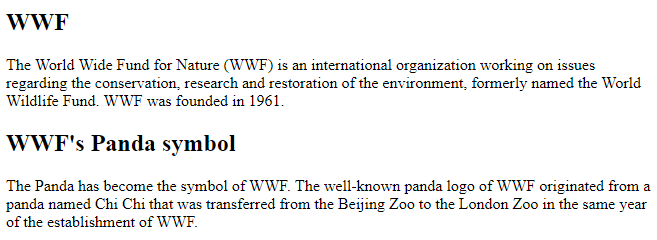 WWF
The World Wide Fund for Nature (WWF) is an international organization working on issues
regarding the conservation, research and restoration of the environment, formerly named the World
Wildlife Fund. WWF was founded in 1961.
WWF's Panda symbol
The Panda has become the symbol of WWF. The well-known panda logo of WWF originated from a
panda named Chi Chi that was transferred from the Beijing Zoo to the London Zoo in the same year
of the establishment of WWF.